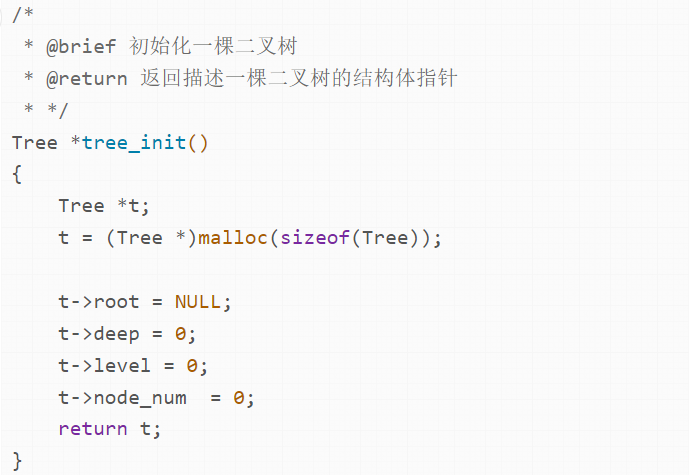 /*
 * @brief 初始化一棵二叉树
 * @return 返回描述一棵二叉树的结构体指针
 * */
Tree *tree_init()
{
    Tree *t;
    t = (Tree *)malloc(sizeof(Tree));

    t->root = NULL;
    t->deep = 0;
    t->level = 0;
    t->node_num  = 0;
    return t;
}